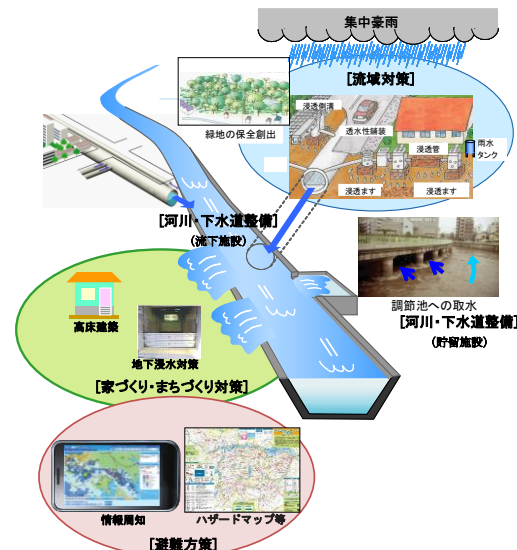 集中豪雨
[流域対策]
浸透側溝
透水性舗装
浸透管
雨水
タンク
浸透ます
浸透ます
緑地の保全創出
[河川・下水道整備]
(流下施設)
調節池への取水
[河川・下水道整備]
(貯留施設)
高床建築
地下浸水対策
[家づくり・まちづくり対策]
情報周知
ハザードマップ等
[避難方策]